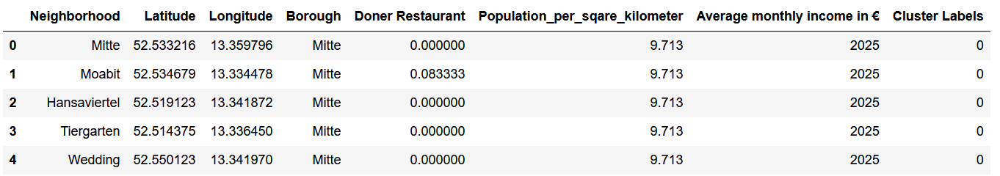 Neighborhood Latitude Longitude Borough Doner Restaurant Population_per_sqare_kilometer Average monthly income in € Cluster Labels
0 Mitte 52.533216 13.359796 Mitte 0.000000 9.713 2025 0
1 Moabit 52.534679 13.334478 Mitte 0.083333 9.713 2025 0
2 Hansaviertel 52.519123 13.341872 Mitte 0.000000 9.713 2025 0
3 Tiergarten 52.514375 13.336450 Mitte 0.000000 9.713 2025 0
4 Wedding 52.550123 13.341970 Mitte 0.000000 9.713 2025 0